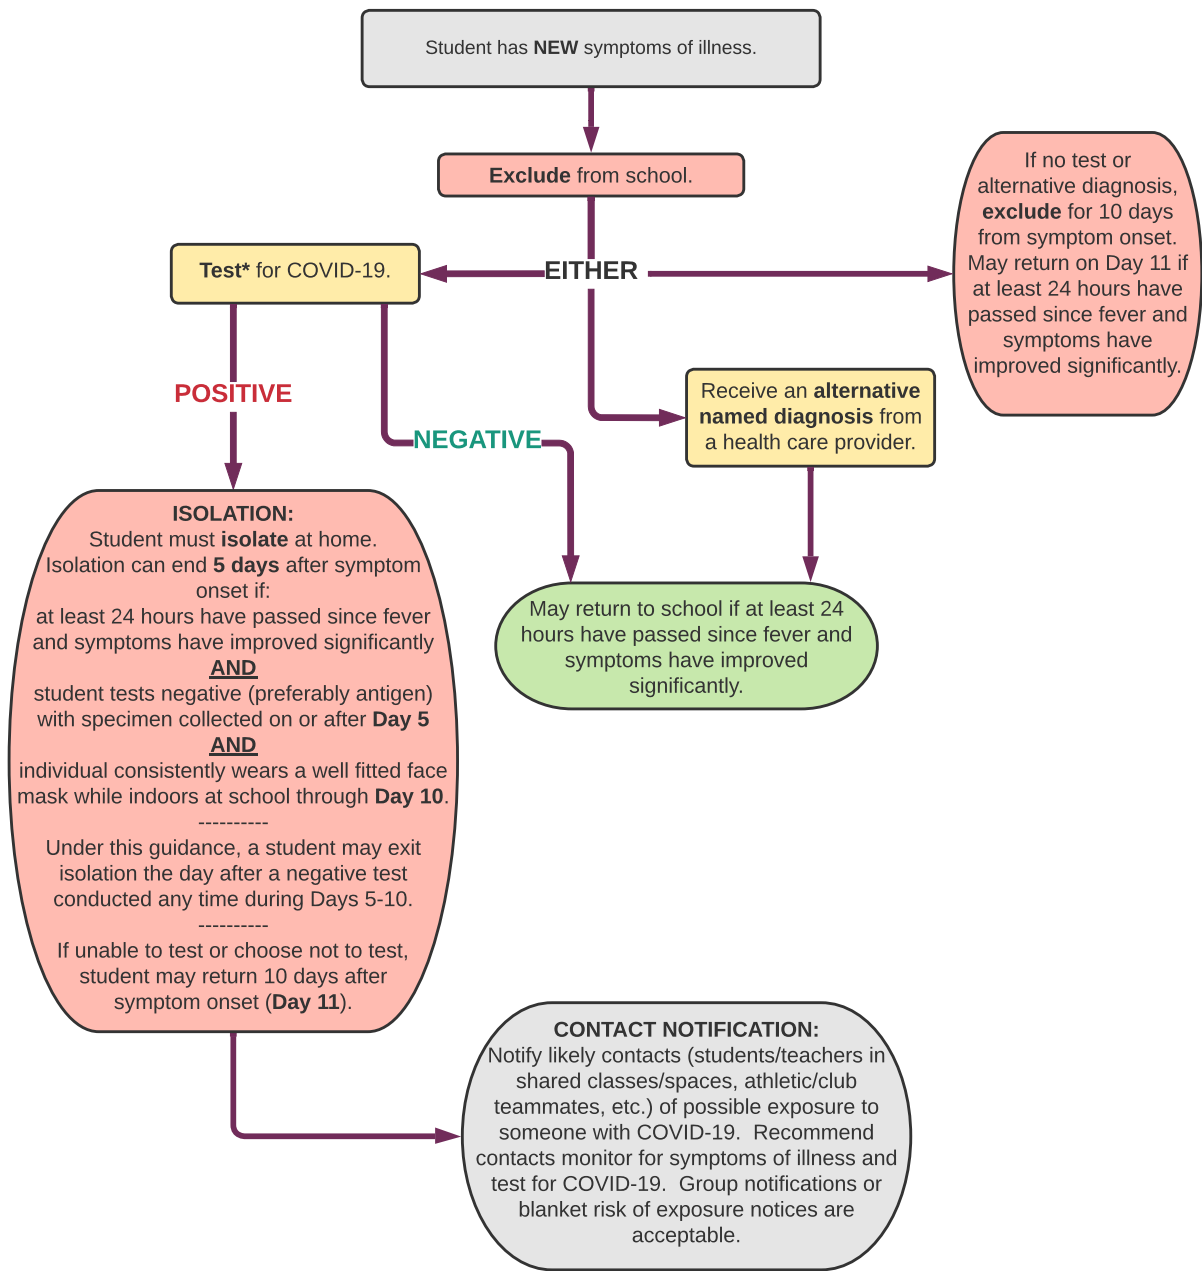 Student has NEW symptoms of illness.
Exclude from school.
If no test or
alternative diagnosis,
exclude for 10 days
from symptom onset.
May return on Day 11 if
at least 24 hours have
passed since fever and
symptoms have
improved significantly.
Test* for COVID-19.
EITHER
POSITIVE
NEGATIVE
Receive an alternative
named diagnosis from
a health care provider.
ISOLATION:
Student must isolate at home.
Isolation can end 5 days after symptom
onset if:
at least 24 hours have passed since fever
and symptoms have improved significantly
AND
student tests negative (preferably antigen)
with specimen collected on or after Day 5
AND
individual consistently wears a well fitted face
mask while indoors at school through Day 10.
----------
Under this guidance, a student may exit
isolation the day after a negative test
conducted any time during Days 5-10.
----------
If unable to test or choose not to test,
student may return 10 days after
symptom onset (Day 11).
May return to school if at least 24
hours have passed since fever and
symptoms have improved
significantly.
CONTACT NOTIFICATION:
Notify likely contacts (students/teachers in
shared classes/spaces, athletic/club
teammates, etc.) of possible exposure to
someone with COVID-19.  Recommend
contacts monitor for symptoms of illness and
test for COVID-19.  Group notifications or
blanket risk of exposure notices are
acceptable.